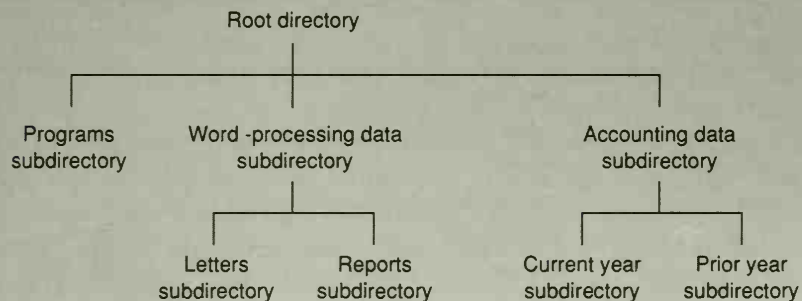 Root directory
Programs
subdirectory
Word -processing data
subdirectory
Accounting data
subdirectory
Letters
subdirectory
Reports
subdirectory
Current year
subdirectory
Prior year
subdirectory